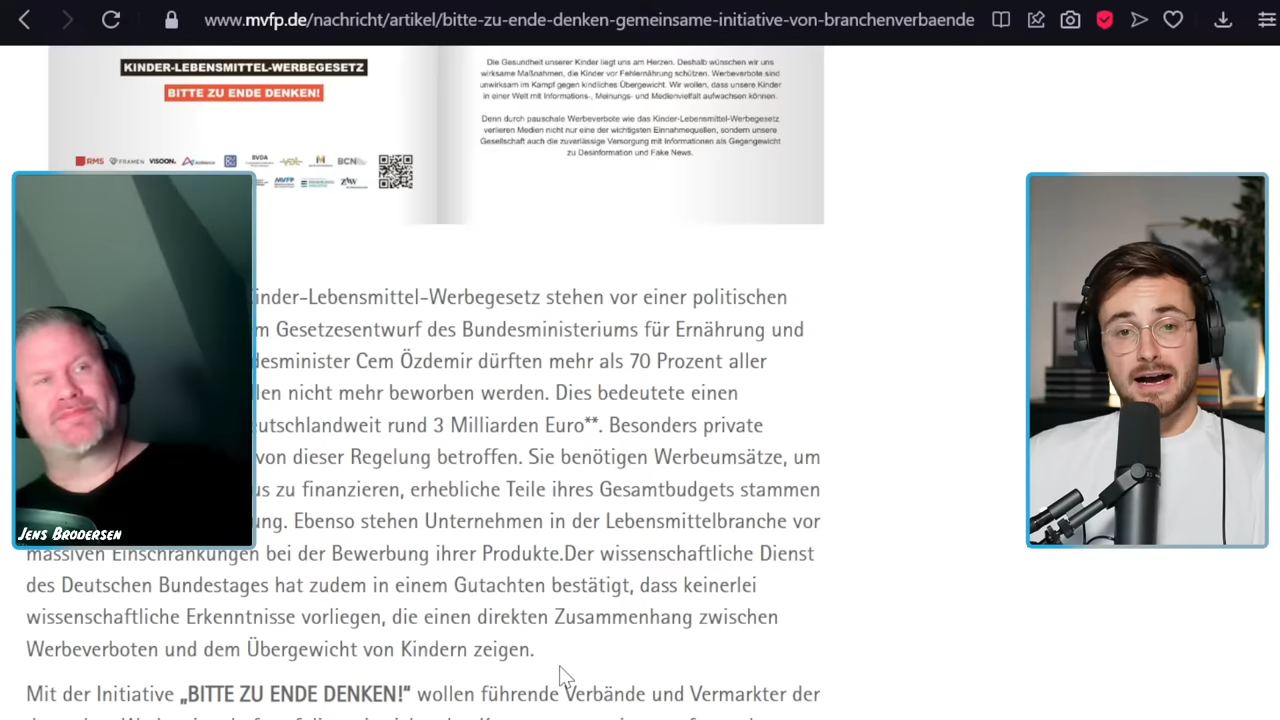 www.mvfp.de/nachricht/artikel/bitte-zu-ende-denken-gemeinsame-initiative-von-branchenverbaende
KINDER-LEBENSMITTEL-WERBEGESETZ
BITTE ZU ENDE DENKEN!
RMS FRAMEN VISOON. BVDA BCN
MVFP
Die Gesundheit unserer Kinder liegt uns am Herzen. Deshalb wünschen wir uns
wirksame Maßnahmen, die Kinder vor Fehlernährung schützen. Werbeverbote sind
unwirksam im Kampf gegen kindliches Übergewicht. Wir wollen, dass unsere Kinder
in einer Welt mit Informations-, Meinungs- und Medienvielfalt aufwachsen können.
Denn durch pauschale Werbeverbote wie das Kinder-Lebensmittel-Werbegesetz
verlieren Medien nicht nur eine der wichtigsten Einnahmequellen, sondern unsere
Gesellschaft auch die zuverlässige Versorgung mit Informationen als Gegengewicht
zu Desinformation und Fake News.
inder-Lebensmittel-Werbegesetz stehen vor einer politischen
m Gesetzesentwurf des Bundesministeriums für Ernährung und
desminister Cem Özdemir dürften mehr als 70 Prozent aller
len nicht mehr beworben werden. Dies bedeutete einen
eutschlandweit rund 3 Milliarden Euro**. Besonders private
von dieser Regelung betroffen. Sie benötigen Werbeumsätze, um
us zu finanzieren, erhebliche Teile ihres Gesamtbudgets stammen
ung. Ebenso stehen Unternehmen in der Lebensmittelbranche vor
massiven Einschränkungen bei der Bewerbung ihrer Produkte.Der wissenschaftliche Dienst
des Deutschen Bundestages hat zudem in einem Gutachten bestätigt, dass keinerlei
wissenschaftliche Erkenntnisse vorliegen, die einen direkten Zusammenhang zwischen
Werbeverboten und dem Übergewicht von Kindern zeigen.
Mit der Initiative „BITTE ZU ENDE DENKEN!“ wollen führende Verbände und Vermarkter der
Jens Brodersen